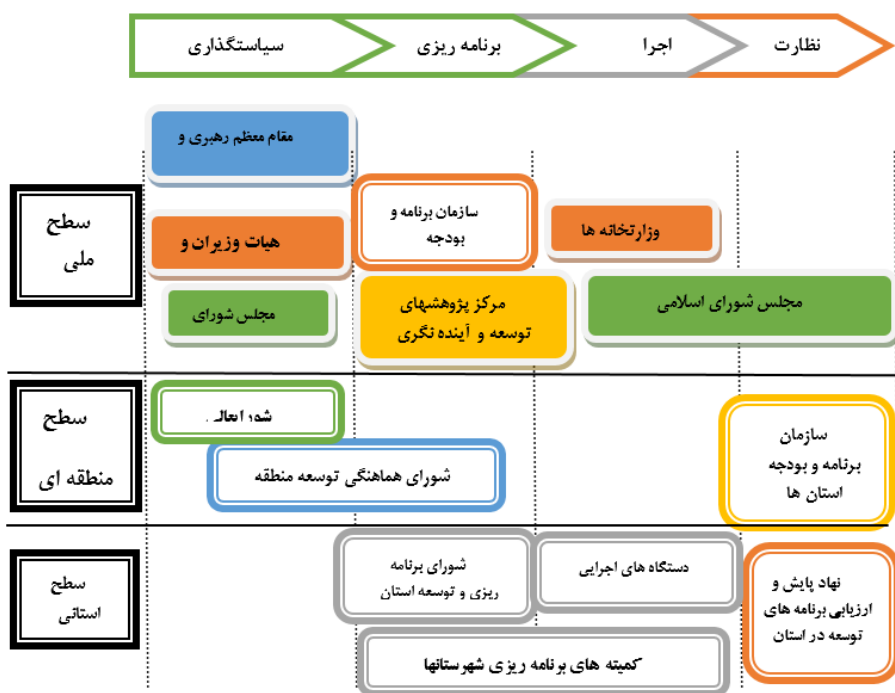 سیاستگذاری
برنامه ریزی
اجرا
نظارت
سطح
ملی
مقام معظم رهبری و
هیات وزیران و
مجلس شورای
سازمان برنامه و
بودجه
مرکز پژوهشهای
توسعه و آینده نگری
وزارتخانه ها
مجلس شورای اسلامی
سطح
منطقه ای
شورایعالی
شورای هماهنگی توسعه منطقه
سازمان
برنامه و بودجه
استان ها
سطح
استانی
شورای برنامه
ریزی و توسعه استان
دستگاه های اجرایی
کمیته های برنامه ریزی شهرستانها
نهاد پایش و
ارزیابی برنامه های
توسعه در استان